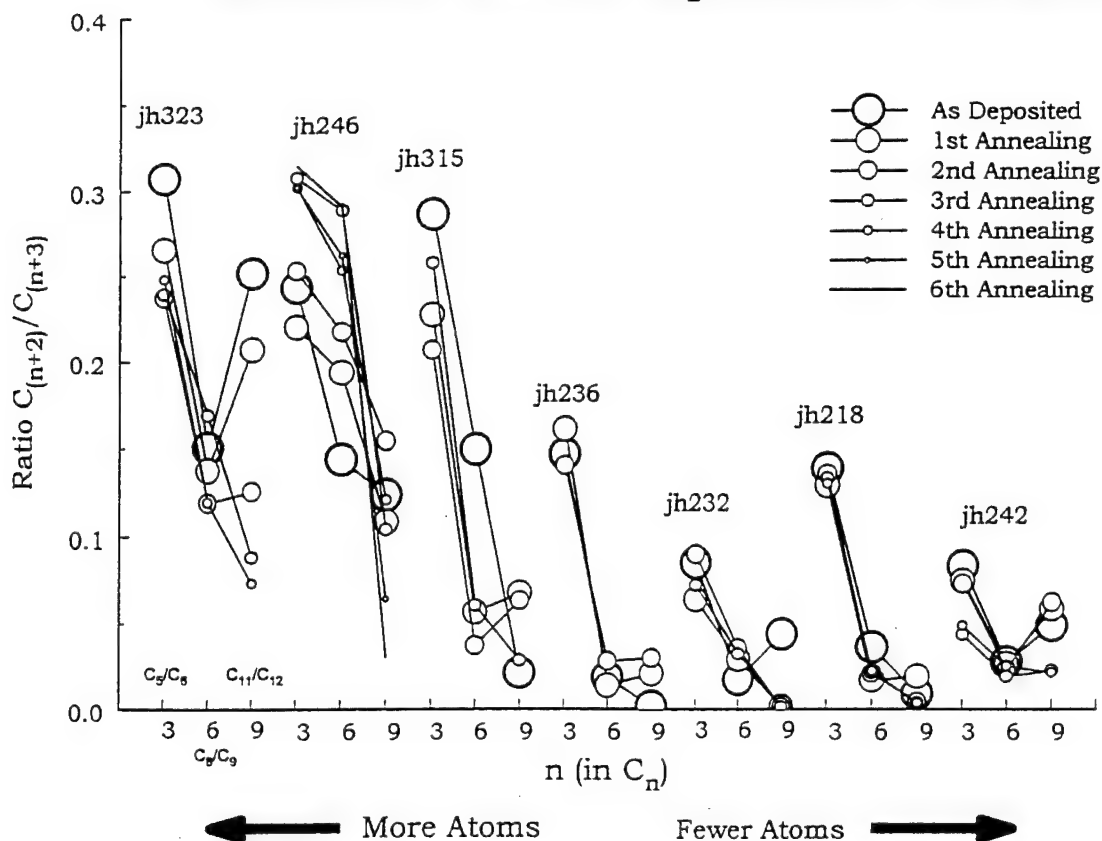 0.4
0.3
0.2
0.1
0.0
Ratio C(n+2)/C(n+3)
jh323
jh246
jh315
jh236
jh232
jh218
jh242
As Deposited
1st Annealing
2nd Annealing
3rd Annealing
4th Annealing
5th Annealing
6th Annealing
C5/C6
C11/C12
3 6 9 3 6 9 3 6 9 3 6 9 3 6 9 3 6 9 3 6 9
C8/C9
n (in Cn)
More Atoms
Fewer Atoms